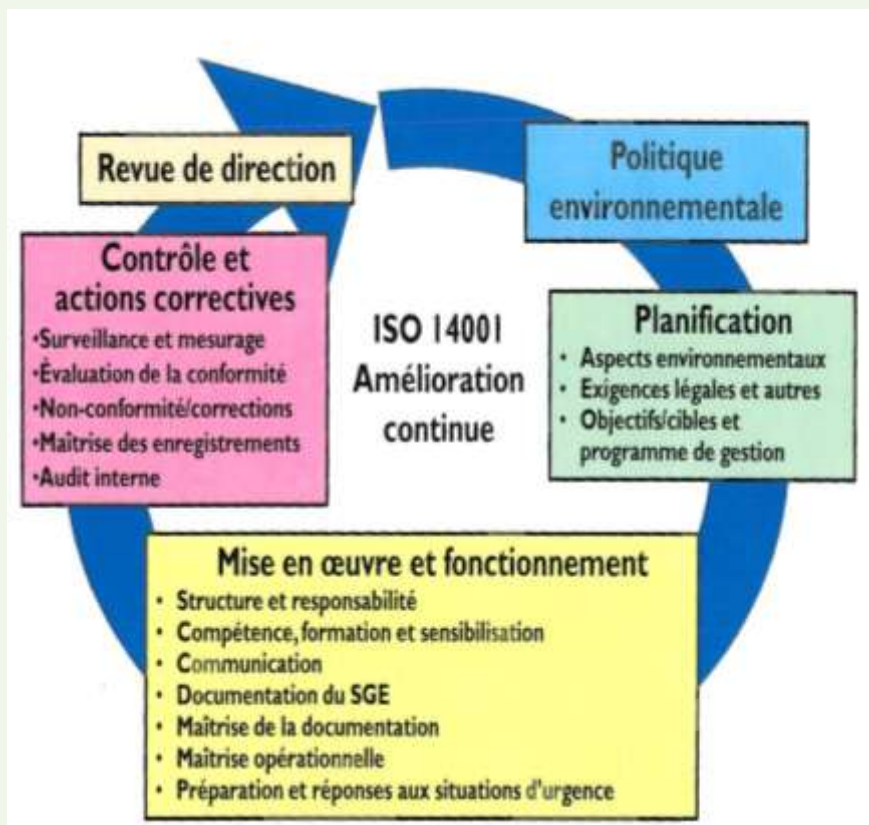 Revue de direction
Politique
environnementale
Contrôle et
actions correctives
•Surveillance et mesurage
•Évaluation de la conformité
•Non-conformité/corrections
•Maîtrise des enregistrements
•Audit interne
ISO 14001
Amélioration
continue
Planification
• Aspects environnementaux
• Exigences légales et autres
• Objectifs/cibles et
programme de gestion
Mise en œuvre et fonctionnement
• Structure et responsabilité
• Compétence, formation et sensibilisation
• Communication
• Documentation du SGE
• Maîtrise de la documentation
• Maîtrise opérationnelle
• Préparation et réponses aux situations d'urgence